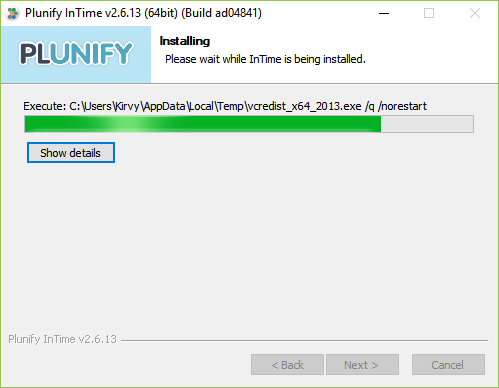 Plunify InTime v2.6.13 (64bit) (Build ad04841)
PLUNIFY
Installing
Please wait while InTime is being installed.
Execute: C:\Users\Kirvy\AppData\Local\Temp\vcredist_x64_2013.exe /q /norestart
Show details
Plunify InTime v2.6.13
< Back
Next >
Cancel